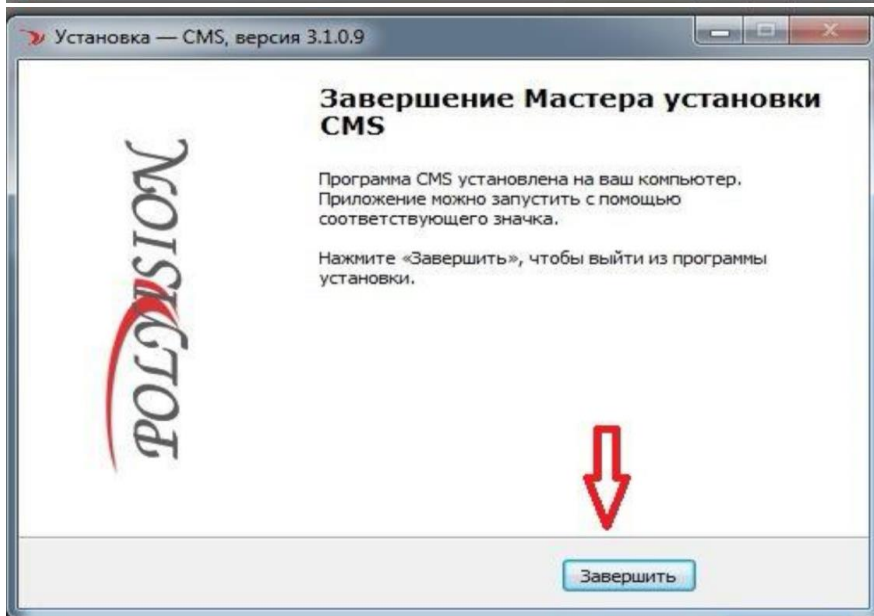 Установка — CMS, версия 3.1.0.9
Завершение Мастера установки
CMS
Программа CMS установлена на ваш компьютер.
Приложение можно запустить с помощью
соответствующего значка.
Нажмите «Завершить», чтобы выйти из программы
установки.
POLYVISION
Завершить